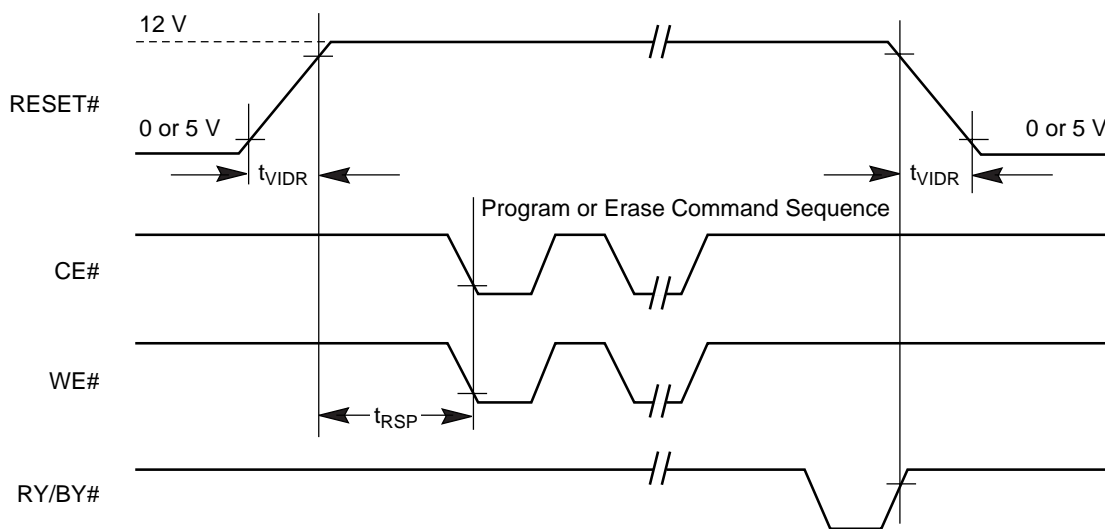 12 V
RESET#
0 or 5 V
0 or 5 V
tVIDR
tVIDR
Program or Erase Command Sequence
CE#
WE#
tRSP
RY/BY#